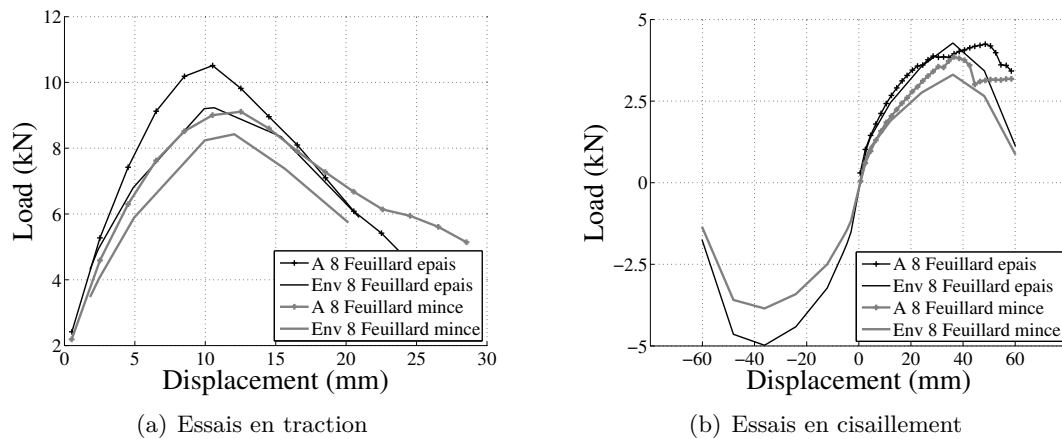 12
10
8
6
4
2
Load (kN)
0 5 10 15 20 25 30
Displacement (mm)
A 8 Feuillard epais
Env 8 Feuillard epais
A 8 Feuillard mince
Env 8 Feuillard mince
(a) Essais en traction
5
2.5
0
−2.5
−5
Load (kN)
−60 −40 −20 0 20 40 60
Displacement (mm)
A 8 Feuillard epais
Env 8 Feuillard epais
A 8 Feuillard mince
Env 8 Feuillard mince
(b) Essais en cisaillement